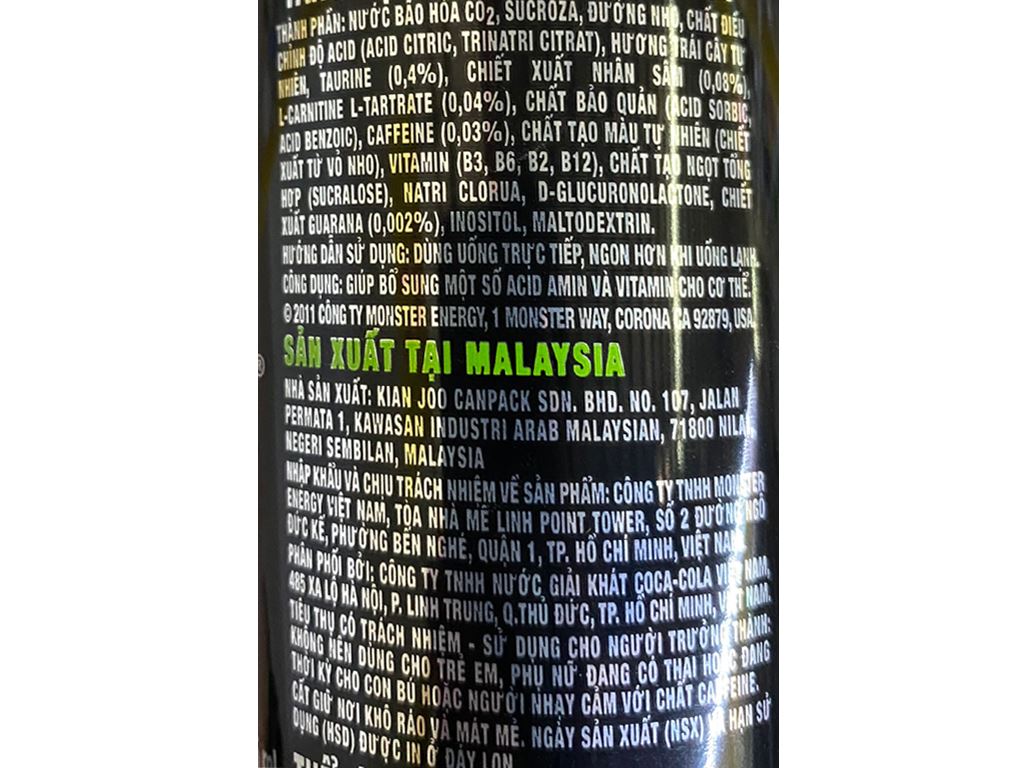 THÀNH PHẦN: NƯỚC BÃO HÒA CO₂, SUCROZA, ĐƯỜNG NHO, CHẤT ĐIỀU
CHỈNH ĐỘ ACID (ACID CITRIC, TRINATRI CITRAT), HƯƠNG TRÁI CÂY TỰ
NHIÊN, TAURINE (0,4%), CHIẾT XUẤT NHÂN SÂM (0,08%),
L-CARNITINE L-TARTRATE (0,04%), CHẤT BẢO QUẢN (ACID SORBIC,
ACID BENZOIC), CAFFEINE (0,03%), CHẤT TẠO MÀU TỰ NHIÊN (CHIẾT
XUẤT TỪ VỎ NHO), VITAMIN (B3, B6, B2, B12), CHẤT TẠO NGỌT TỔNG
HỢP (SUCRALOSE), NATRI CLORUA, D-GLUCURONOLACTONE, CHIẾT
XUẤT GUARANA (0,002%), INOSITOL, MALTODEXTRIN.
HƯỚNG DẪN SỬ DỤNG: DÙNG UỐNG TRỰC TIẾP, NGON HƠN KHI UỐNG LẠNH.
CÔNG DỤNG: GIÚP BỔ SUNG MỘT SỐ ACID AMIN VÀ VITAMIN CHO CƠ THỂ.
© 2011 CÔNG TY MONSTER ENERGY, 1 MONSTER WAY, CORONA CA 92879, USA.
SẢN XUẤT TẠI MALAYSIA
NHÀ SẢN XUẤT: KIAN JOO CANPACK SDN. BHD. NO. 107, JALAN
PERMATA 1, KAWASAN INDUSTRI ARAB MALAYSIAN, 71800 NILAI,
NEGERI SEMBILAN, MALAYSIA
NHẬP KHẨU VÀ CHỊU TRÁCH NHIỆM VỀ SẢN PHẨM: CÔNG TY TNHH MONSTER
ENERGY VIỆT NAM, TÒA NHÀ MÊ LINH POINT TOWER, SỐ 2 ĐƯỜNG NGÔ
ĐỨC KẾ, PHƯỜNG BẾN NGHÉ, QUẬN 1, TP. HỒ CHÍ MINH, VIỆT NAM.
PHÂN PHỐI BỞI: CÔNG TY TNHH NƯỚC GIẢI KHÁT COCA-COLA VIỆT NAM,
485 XA LỘ HÀ NỘI, P. LINH TRUNG, Q.THỦ ĐỨC, TP. HỒ CHÍ MINH, VIỆT NAM.
TIÊU THỤ CÓ TRÁCH NHIỆM - SỬ DỤNG CHO NGƯỜI TRƯỞNG THÀNH:
KHÔNG NÊN DÙNG CHO TRẺ EM, PHỤ NỮ ĐANG CÓ THAI HOẶC ĐANG
THỜI KỲ CHO CON BÚ HOẶC NGƯỜI NHẠY CẢM VỚI CHẤT CAFFEINE.
CẤT GIỮ NƠI KHÔ RÁO VÀ MÁT MẺ. NGÀY SẢN XUẤT (NSX) VÀ HẠN SỬ
DỤNG (HSD) ĐƯỢC IN Ở ĐÁY LON
ml